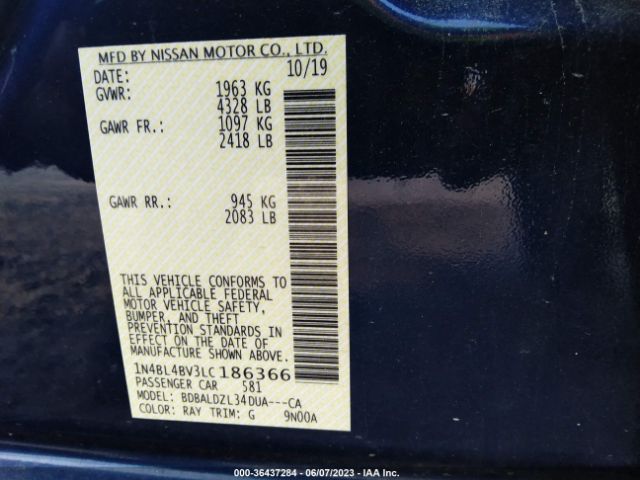 MFD BY NISSAN MOTOR CO., LTD.
DATE: 10/19
GVWR: 1963 KG
4328 LB
GAWR FR.: 1097 KG
2418 LB
GAWR RR.: 945 KG
2083 LB
THIS VEHICLE CONFORMS TO
ALL APPLICABLE FEDERAL
MOTOR VEHICLE SAFETY,
BUMPER, AND THEFT
PREVENTION STANDARDS IN
EFFECT ON THE DATE OF
MANUFACTURE SHOWN ABOVE.
1N4BL4BV3LC186366
PASSENGER CAR 581
MODEL: BDBALDZL34DUA---CA
COLOR: RAY TRIM: G 9N00A
000-36437284 - 06/07/2023 - IAA Inc.